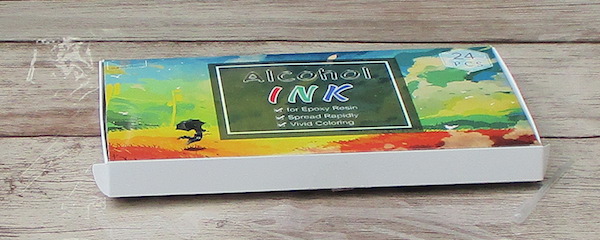 Alcohol
INK
for Epoxy Resin
Spread Rapidly
Vivid Coloring
24
PCS